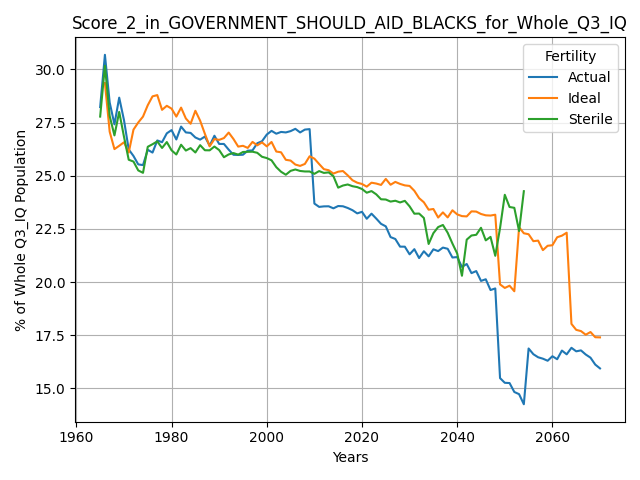 Score_2_in_GOVERNMENT_SHOULD_AID_BLACKS_for_Whole_Q3_IQ
Fertility
Actual
Ideal
Sterile
% of Whole Q3_IQ Population
30.0
27.5
25.0
22.5
20.0
17.5
15.0
1960
1980
2000
2020
2040
2060
Years